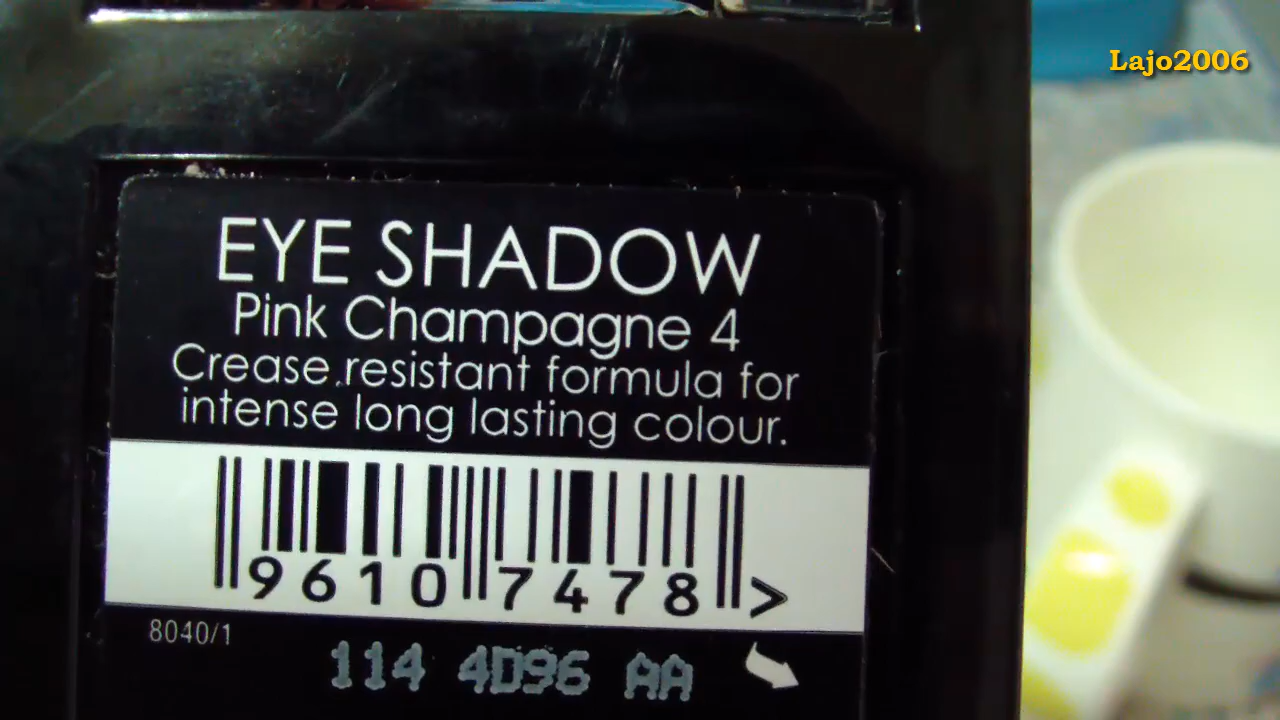 Lajo2006
EYE SHADOW
Pink Champagne 4
Crease resistant formula for
intense long lasting colour.
9610 7478 >
8040/1
114 4D96 AA